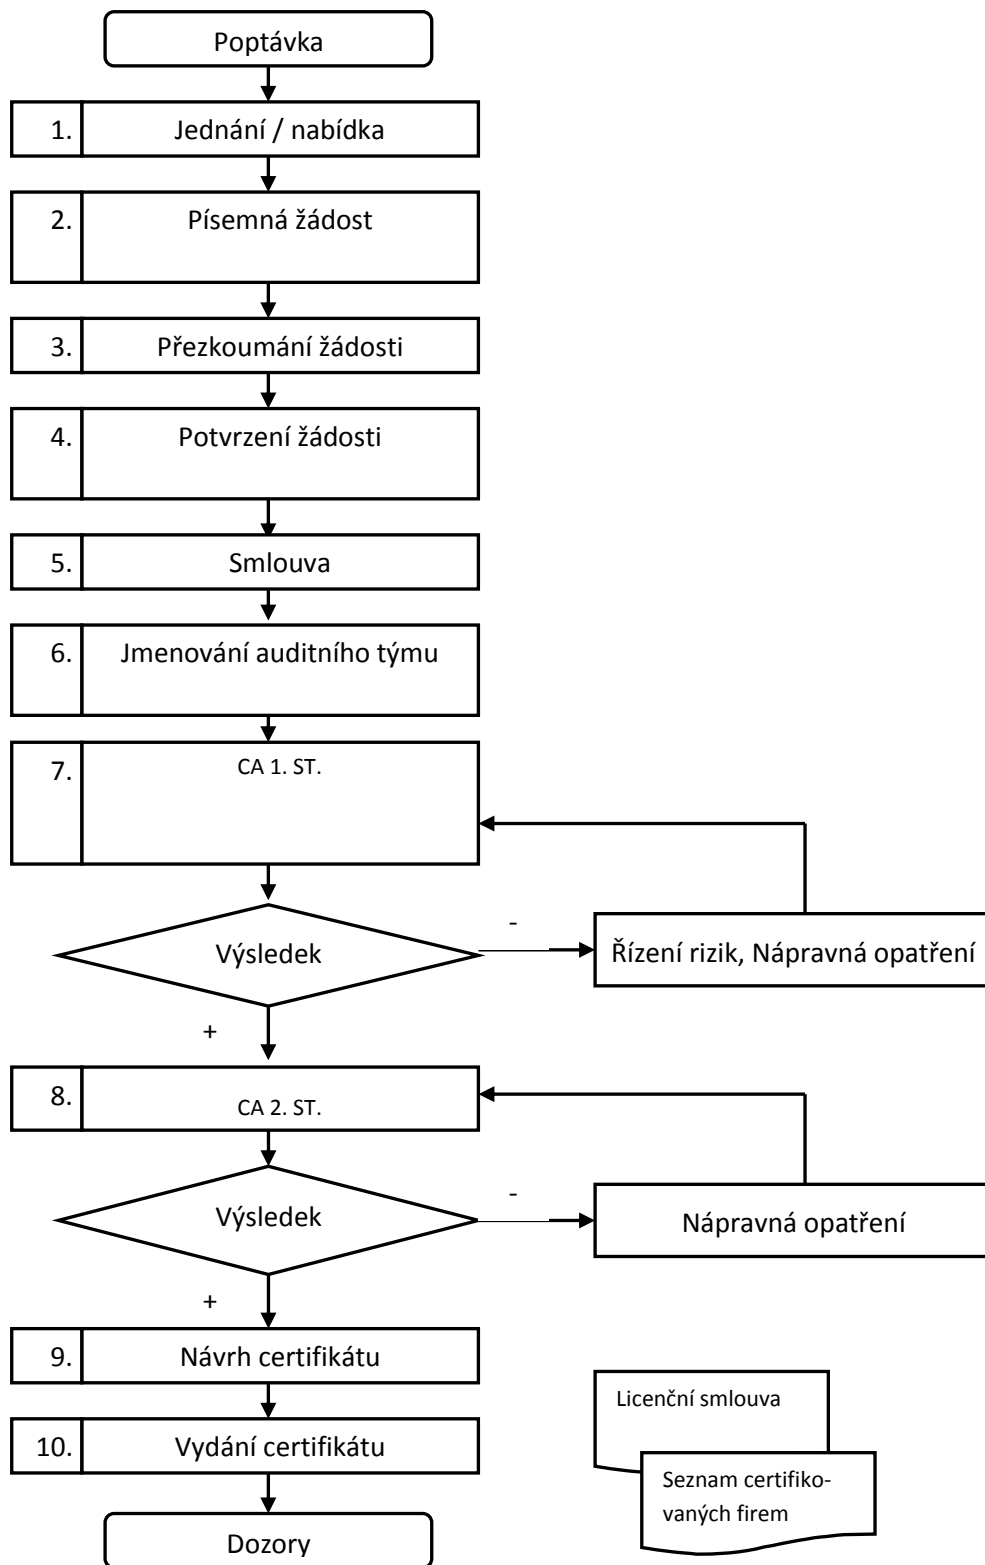 Poptávka
1. Jednání / nabídka
2. Písemná žádost
3. Přezkoumání žádosti
4. Potvrzení žádosti
5. Smlouva
6. Jmenování auditního týmu
7. CA 1. ST.
Výsledek
-
Řízení rizik, Nápravná opatření
+
8. CA 2. ST.
Výsledek
-
Nápravná opatření
+
9. Návrh certifikátu
10. Vydání certifikátu
Dozory
Licenční smlouva
Seznam certifiko-
vaných firem